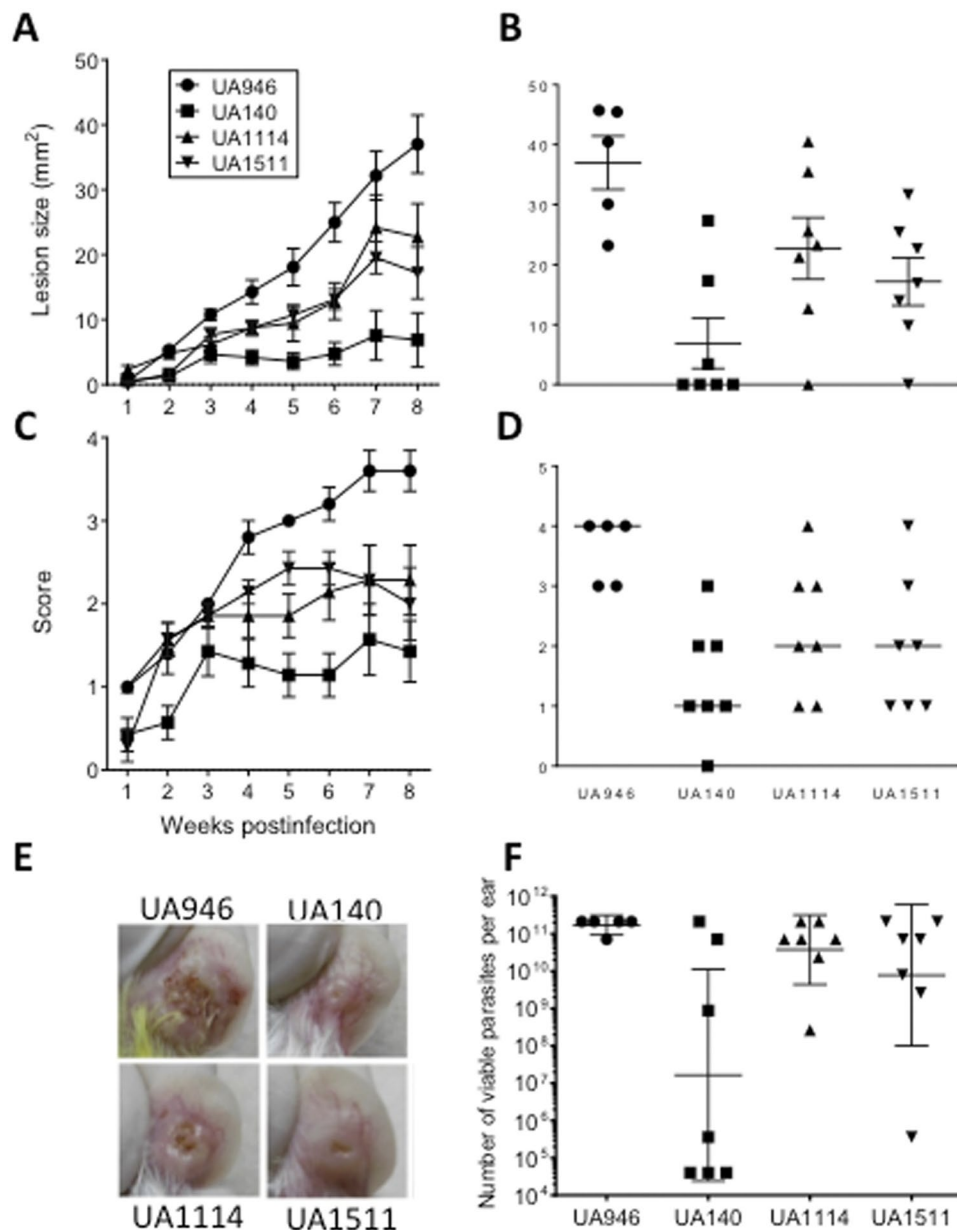 A
B
50
40
30
20
10
0
Lesion size (mm²)
UA946
UA140
UA1114
UA1511
1 2 3 4 5 6 7 8
50
40
30
20
10
0
C
D
4
3
2
1
0
Score
1 2 3 4 5 6 7 8
Weeks postinfection
5
4
3
2
1
0
UA946 UA140 UA1114 UA1511
E
F
UA946 UA140
UA1114 UA1511
Number of viable parasites per ear
10¹²
10¹¹
10¹⁰
10⁹
10⁸
10⁷
10⁶
10⁵
10⁴
UA946 UA140 UA1114 UA1511